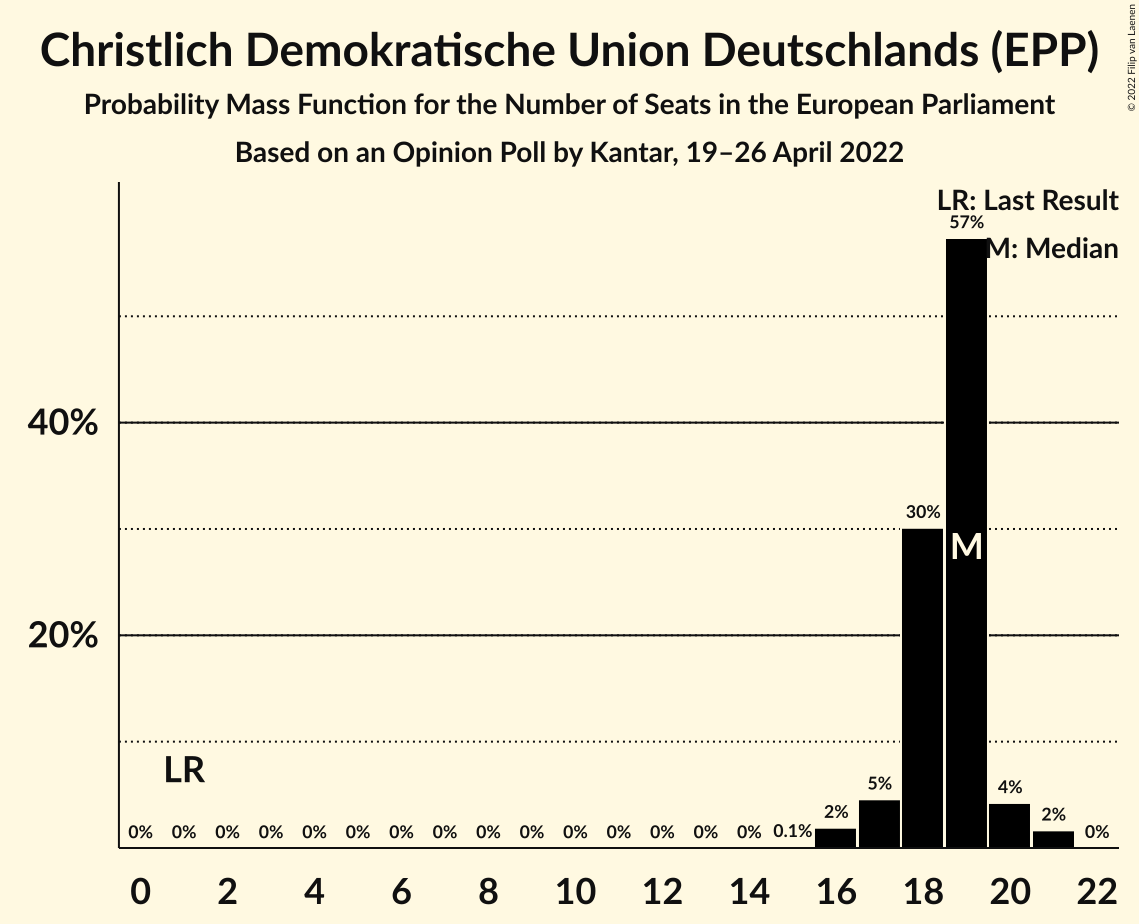 Christlich Demokratische Union Deutschlands (EPP)
Probability Mass Function for the Number of Seats in the European Parliament
Based on an Opinion Poll by Kantar, 19–26 April 2022
© 2022 Filip van Laenen
LR: Last Result
57%
M: Median
40%
30%
M
20%
LR
5%
4%
2%
2%
0% 0% 0% 0% 0% 0% 0% 0% 0% 0% 0% 0% 0% 0% 0% 0.1% 0%
0 2 4 6 8 10 12 14 16 18 20 22